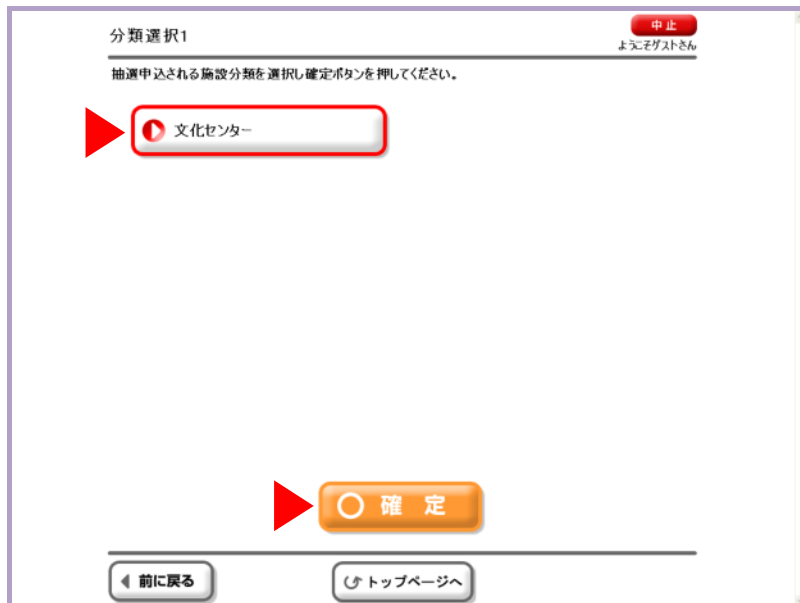 分類選択1
中止
ようこそゲストさん
抽選申込される施設分類を選択し確定ボタンを押してください。
文化センター
確 定
前に戻る
トップページへ